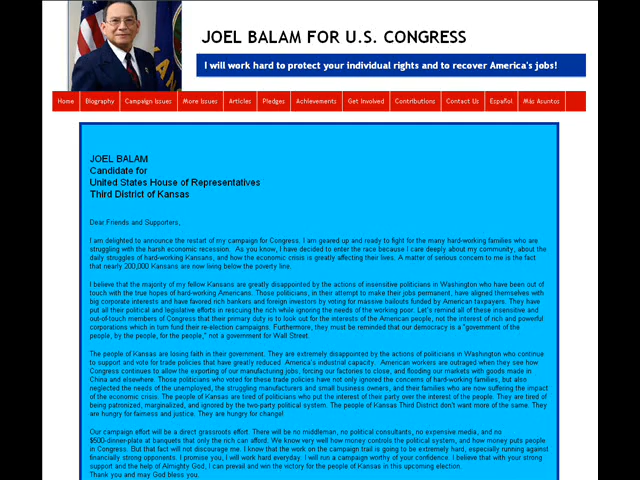 JOEL BALAM FOR U.S. CONGRESS
I will work hard to protect your individual rights and to recover America's jobs!
Home Biography Campaign Issues More Issues Articles Pledges Achievements Get Involved Contributions Contact Us Español Más Asuntos
JOEL BALAM
Candidate for
United States House of Representatives
Third District of Kansas
Dear Friends and Supporters,
I am delighted to announce the restart of my campaign for Congress. I am geared up and ready to fight for the many hard-working families who are
struggling with the harsh economic recession. As you know, I have decided to enter the race because I care deeply about my community, about the
daily struggles of hard-working Kansans, and how the economic crisis is greatly affecting their lives. A matter of serious concern to me is the fact
that nearly 200,000 Kansans are now living below the poverty line.
I believe that the majority of my fellow Kansans are greatly disappointed by the actions of insensitive politicians in Washington who have been out of
touch with the true hopes of hard-working Americans. Those politicians, in their attempt to make their jobs permanent, have aligned themselves with
big corporate interests and have favored rich bankers and foreign investors by voting for massive bailouts funded by American taxpayers. They have
put all their political and legislative efforts in rescuing the rich while ignoring the needs of the working poor. Let's remind all of these insensitive and
out-of-touch members of Congress that their primary duty is to look out for the interests of the American people, not the interest of rich and powerful
corporations which in turn fund their re-election campaigns. Furthermore, they must be reminded that our democracy is a "government of the
people, by the people, for the people," not a government for Wall Street.
The people of Kansas are losing faith in their government. They are extremely disappointed by the actions of politicians in Washington who continue
to support and vote for trade policies that have greatly reduced America's industrial capacity. American workers are outraged when they see how
Congress continues to allow the exporting of our manufacturing jobs, forcing our factories to close, and flooding our markets with goods made in
China and elsewhere. Those politicians who voted for these trade policies have not only ignored the concerns of hard-working families, but also
neglected the needs of the unemployed, the struggling manufacturers and small business owners, and their families who are now suffering the impact
of the economic crisis. The people of Kansas are tired of politicians who put the interest of their party over the interest of the people. They are tired of
being patronized, marginalized, and ignored by the two-party political system. The people of Kansas Third District don't want more of the same. They
are hungry for fairness and justice. They are hungry for change!
Our campaign effort will be a direct grassroots effort. There will be no middleman, no political consultants, no expensive media, and no
$500-dinner-plate at banquets that only the rich can afford. We know very well how money controls the political system, and how money puts people
in Congress. But that fact will not discourage me. I know that the work on the campaign trail is going to be extremely hard, especially running against
financially strong opponents. I promise you, I will work hard everyday. I will run a campaign worthy of your confidence. I believe that with your strong
support and the help of Almighty God, I can prevail and win the victory for the people of Kansas in this upcoming election.
Thank you and may God bless you.